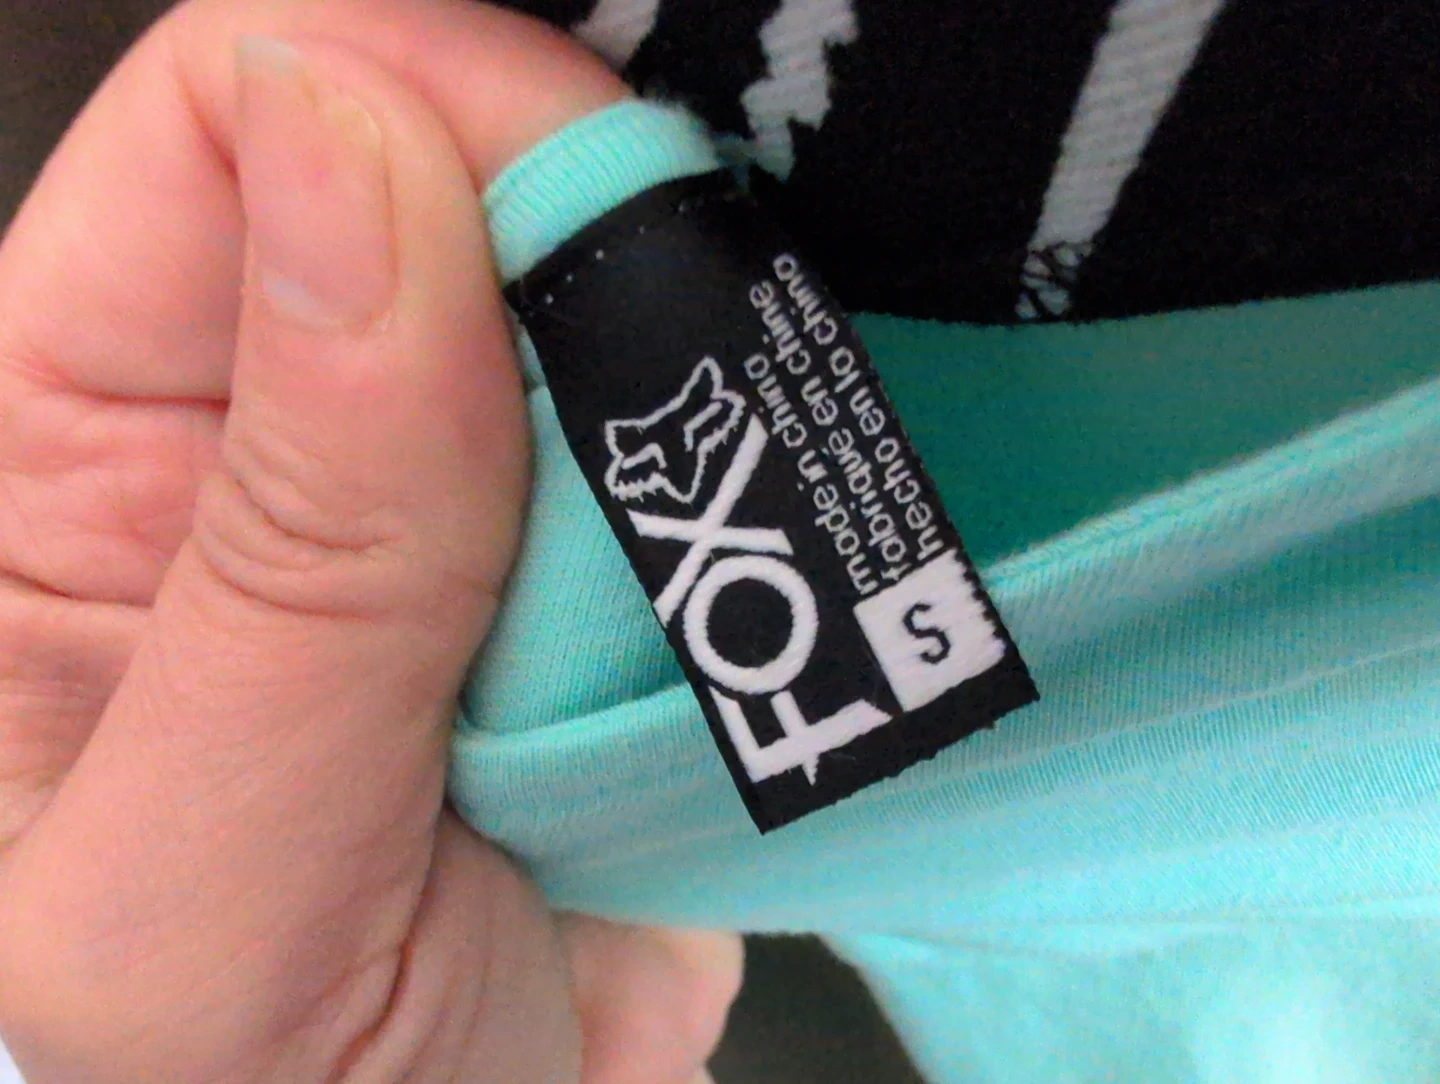 FOX
made in china
fabriqué en chine
hecho en la china
S